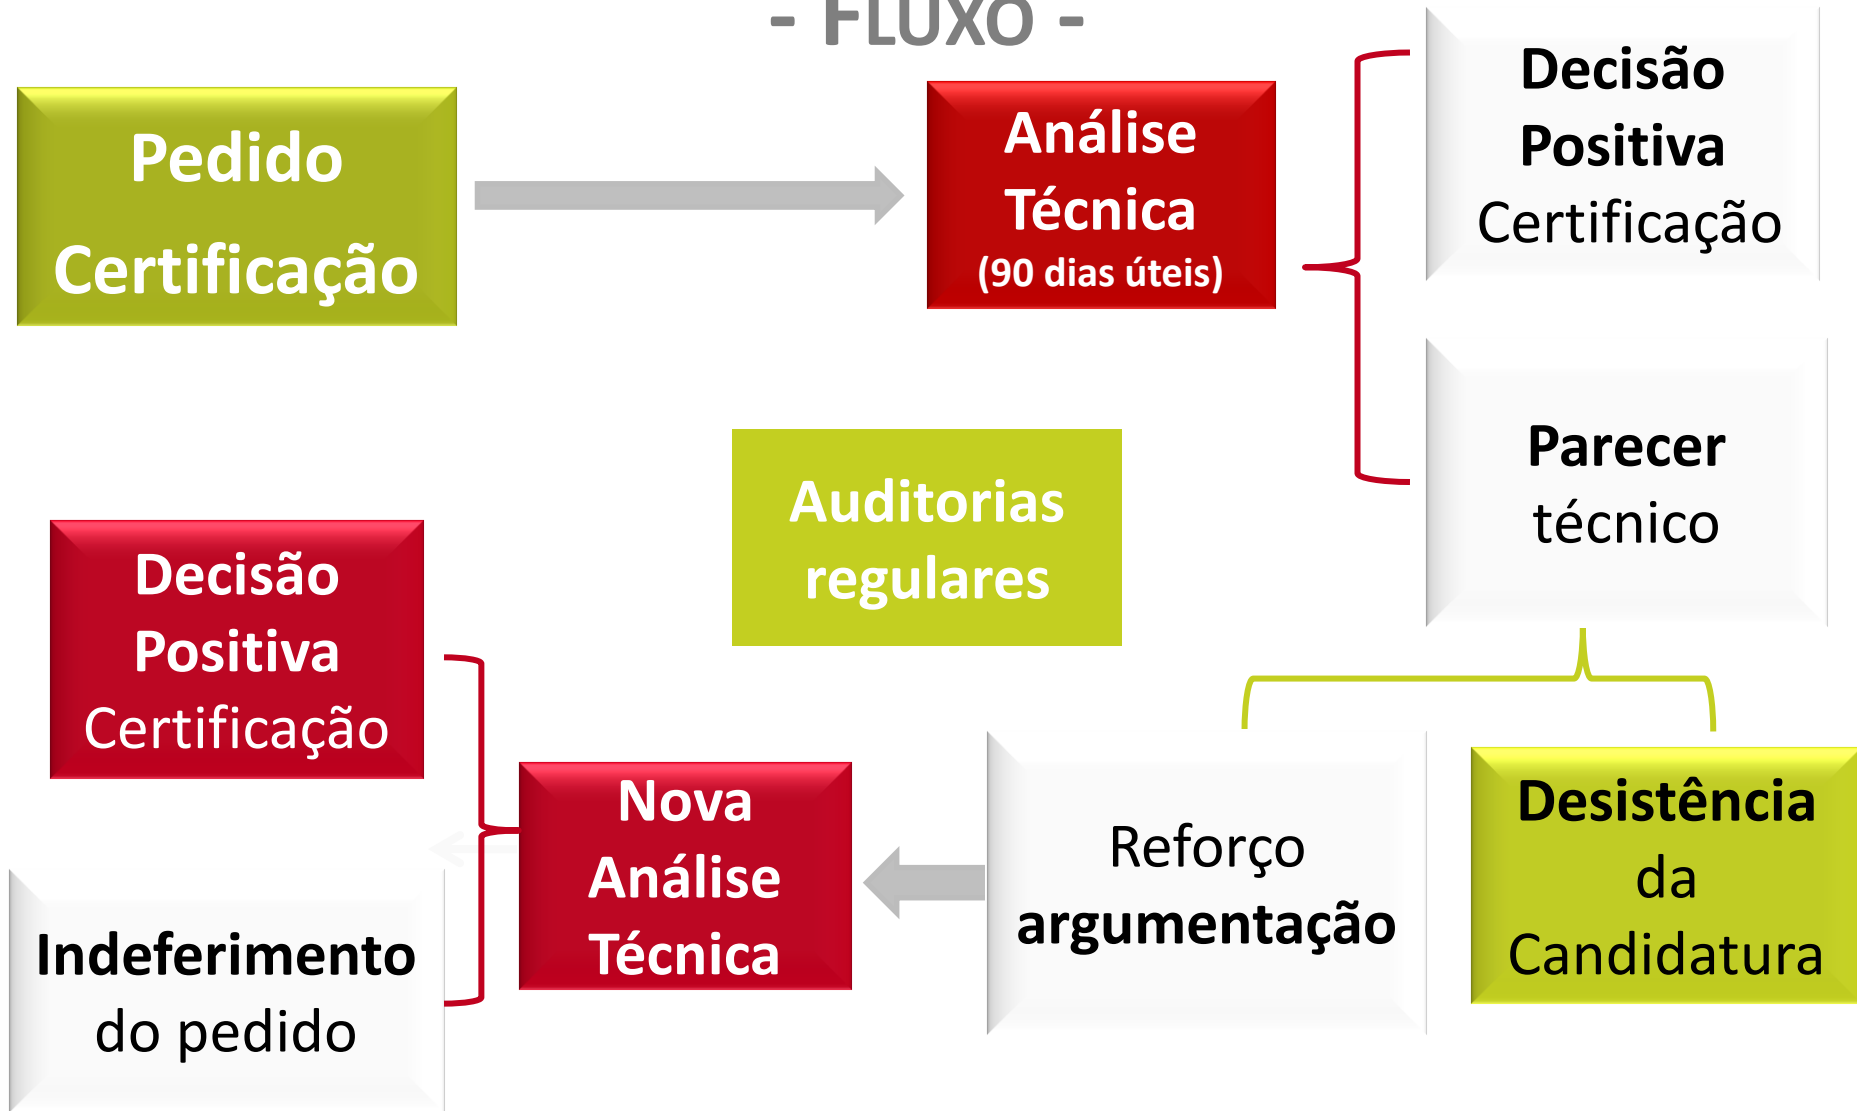 - FLUXO -
Pedido
Certificação
Análise
Técnica
(90 dias úteis)
Decisão
Positiva
Certificação
Parecer
técnico
Auditorias
regulares
Decisão
Positiva
Certificação
Nova
Análise
Técnica
Reforço
argumentação
Desistência
da
Candidatura
Indeferimento
do pedido